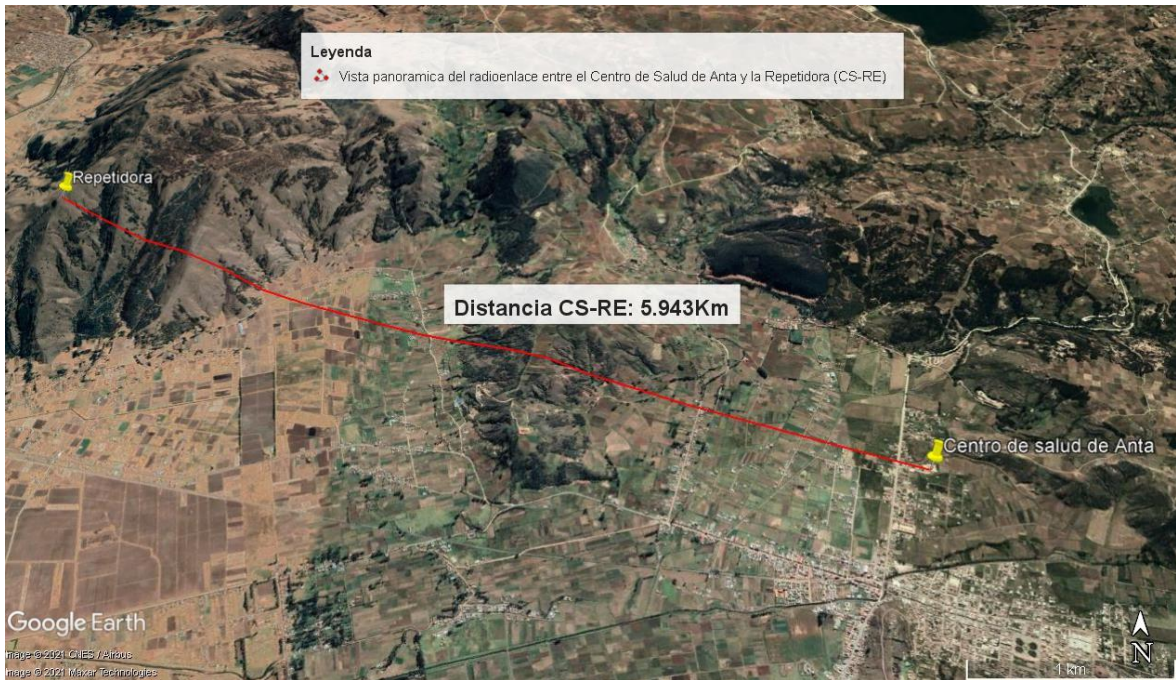 Leyenda
Vista panoramica del radioenlace entre el Centro de Salud de Anta y la Repetidora (CS-RE)
Repetidora
Distancia CS-RE: 5.943Km
Centro de salud de Anta
Google Earth
Image © 2021 CNES / Airbus
Image © 2021 Maxar Technologies
N
1 km